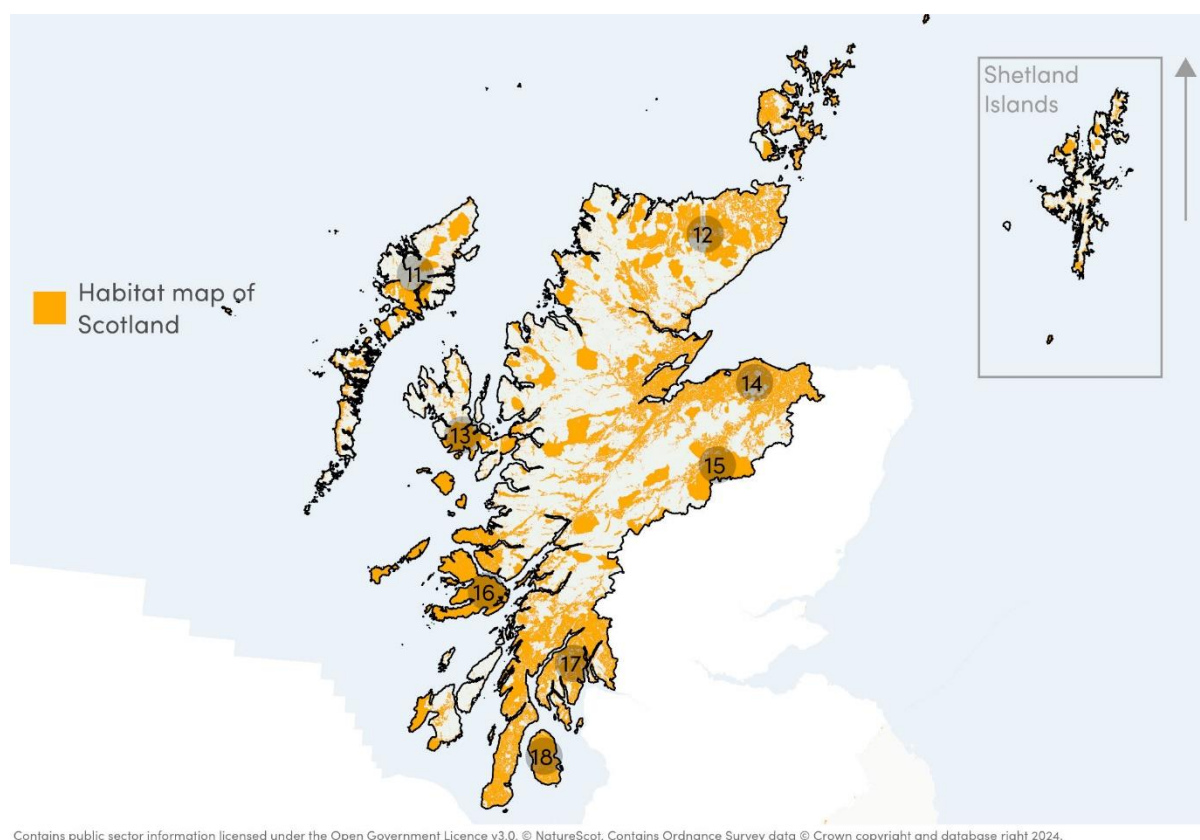 Shetland
Islands
12
11
Habitat map of
Scotland
14
13
15
16
17
18
Contains public sector information licensed under the Open Government Licence v3.0. © NatureScot, Contains Ordnance Survey data © Crown copyright and database right 2024.